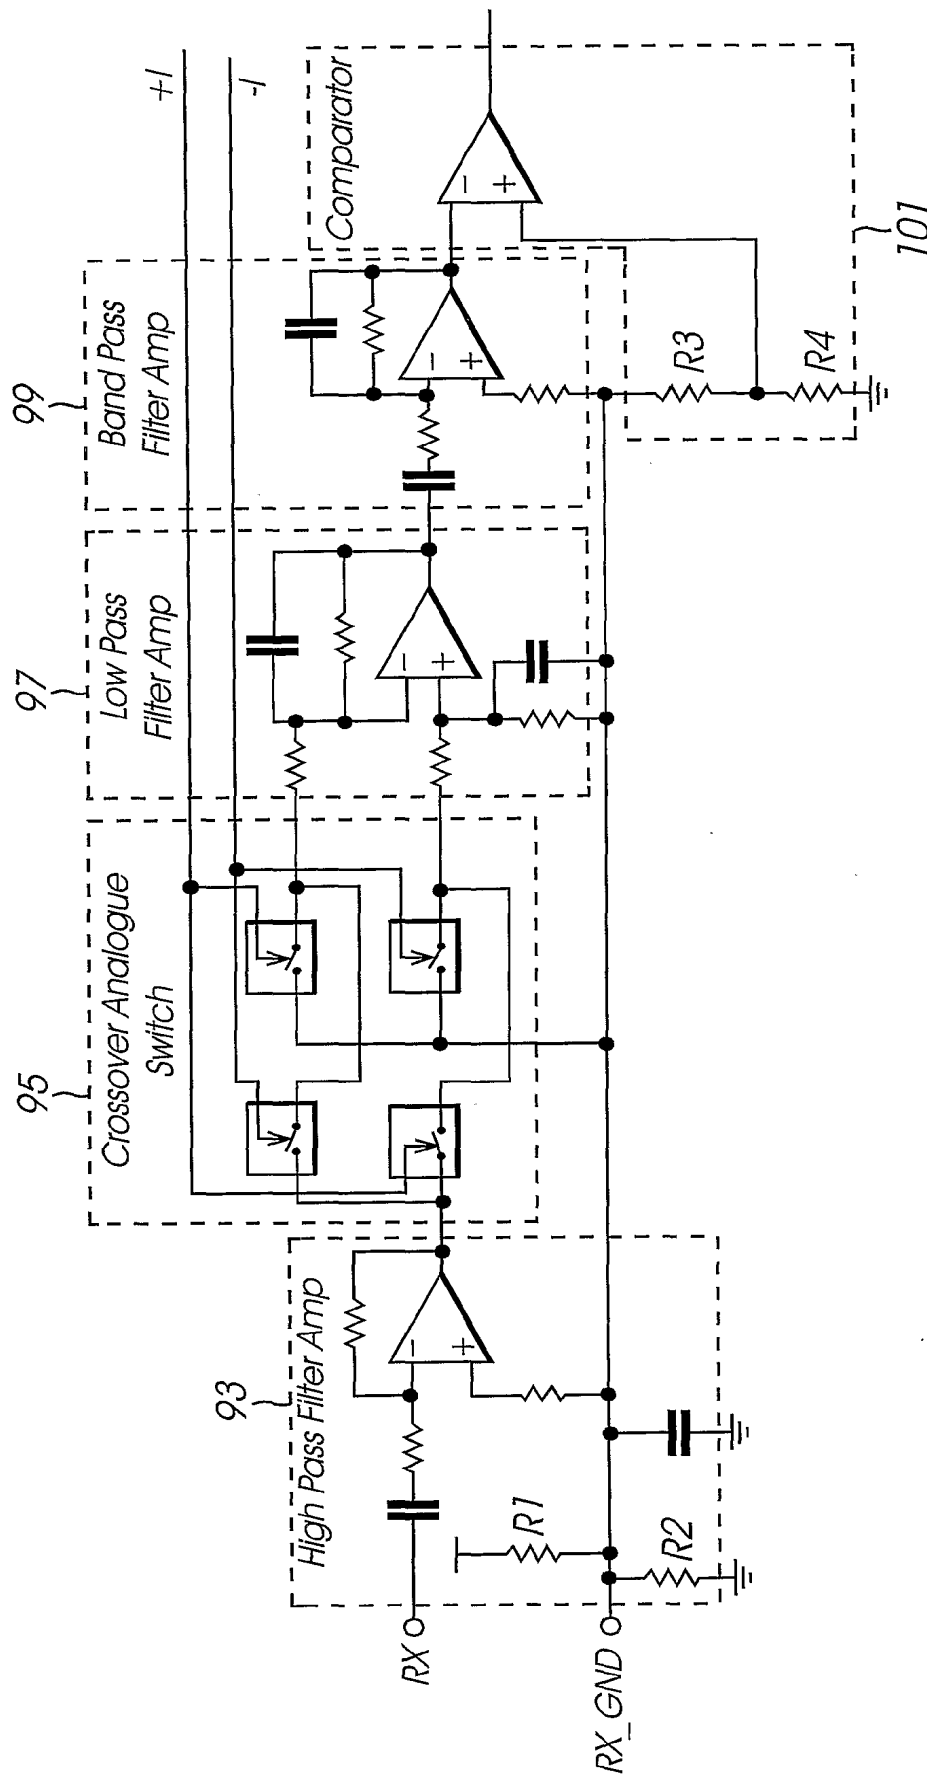 93
High Pass Filter Amp
RX
R1
RX_GND
R2
−
+
95
Crossover Analogue
Switch
97
Low Pass
Filter Amp
−
+
99
Band Pass
Filter Amp
−
+
+I
-I
Comparator
−
+
R3
R4
101